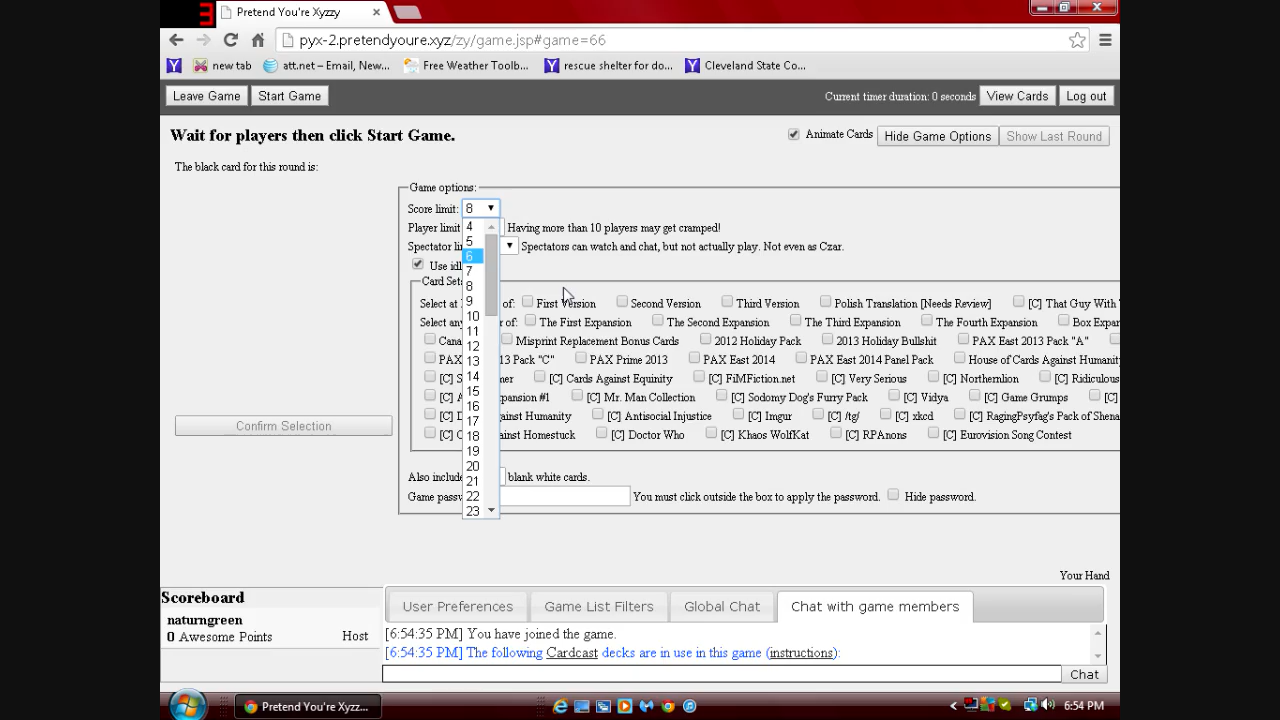 3
Pretend You're Xyzzy
pyx-2.pretendyoure.xyz/zy/game.jsp#game=66
new tab
att.net – Email, New...
Free Weather Toolb...
rescue shelter for do...
Cleveland State Co...
Leave Game
Start Game
Current timer duration: 0 seconds
View Cards
Log out
Wait for players then click Start Game.
Animate Cards
Hide Game Options
Show Last Round
The black card for this round is:
Game options:
Score limit: 8
Player limit
Having more than 10 players may get cramped!
Spectator li
Spectators can watch and chat, but not actually play. Not even as Czar.
Use idl
Card Set
Select at of: First Version Second Version Third Version Polish Translation [Needs Review] [C] That Guy With
Select any r of: The First Expansion The Second Expansion The Third Expansion The Fourth Expansion Box Expan
Cana Misprint Replacement Bonus Cards 2012 Holiday Pack 2013 Holiday Bullshit PAX East 2013 Pack "A"
PAX 13 Pack "C" PAX Prime 2013 PAX East 2014 PAX East 2014 Panel Pack House of Cards Against Humanit
[C] S mer [C] Cards Against Equinity [C] FiMFiction.net [C] Very Serious [C] Northernlion [C] Ridiculous
[C] A xpansion #1 [C] Mr. Man Collection [C] Sodomy Dog's Furry Pack [C] Vidya [C] Game Grumps [C]
[C] D gainst Humanity [C] Antisocial Injustice [C] Imgur [C] /tg/ [C] xkcd [C] RagingPsyfag's Pack of Shena
[C] C gainst Homestuck [C] Doctor Who [C] Khaos WolfKat [C] RPAnons [C] Eurovision Song Contest
4
5
6
7
8
9
10
11
12
13
14
15
16
17
18
19
20
21
22
23
Confirm Selection
Also include blank white cards.
Game passw You must click outside the box to apply the password. Hide password.
Your Hand
Scoreboard
naturngreen
0 Awesome Points Host
User Preferences
Game List Filters
Global Chat
Chat with game members
[6:54:35 PM] You have joined the game.
[6:54:35 PM] The following Cardcast decks are in use in this game (instructions):
Chat
Pretend You're Xyzz...
6:54 PM